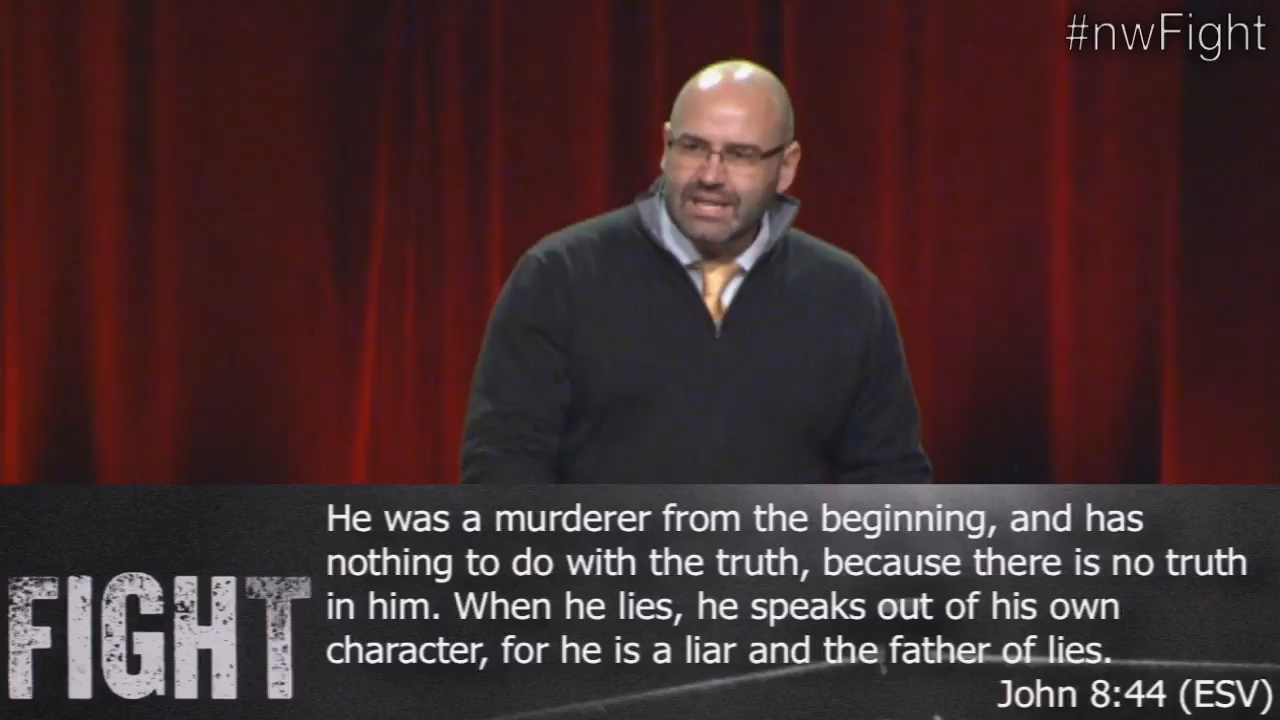 #nwFight
He was a murderer from the beginning, and has
nothing to do with the truth, because there is no truth
in him. When he lies, he speaks out of his own
character, for he is a liar and the father of lies.
John 8:44 (ESV)
FIGHT